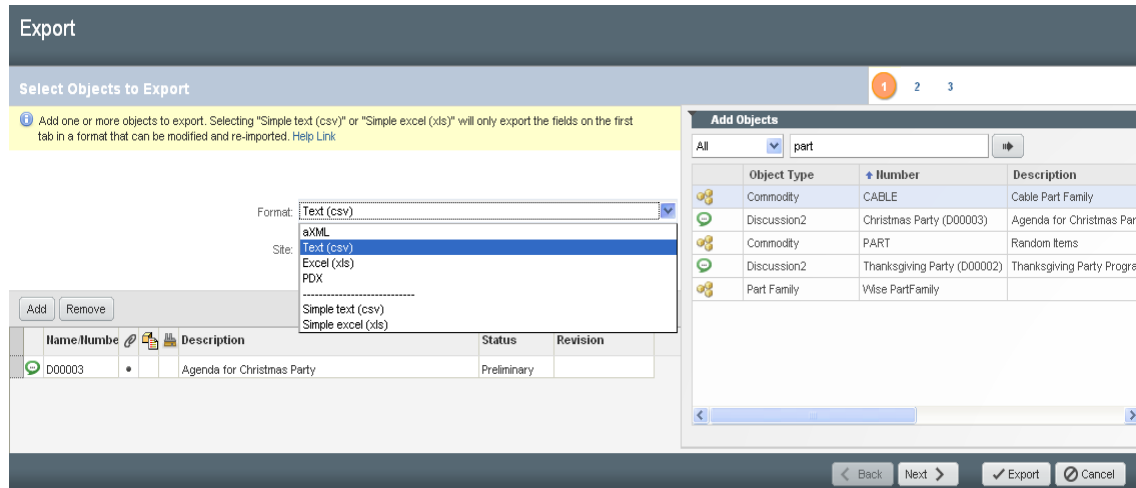 Export
Select Objects to Export
1 2 3
Add one or more objects to export. Selecting "Simple text (csv)" or "Simple excel (xls)" will only export the fields on the first
tab in a format that can be modified and re-imported. Help Link
Format: Text (csv)
aXML
Site: Text (csv)
Excel (xls)
PDX
----------------------------
Simple text (csv)
Simple excel (xls)
Add Remove
Name/Numbe Description Status Revision
D00003 Agenda for Christmas Party Preliminary
Add Objects
All part
Object Type Number Description
Commodity CABLE Cable Part Family
Discussion2 Christmas Party (D00003) Agenda for Christmas Par
Commodity PART Random Items
Discussion2 Thanksgiving Party (D00002) Thanksgiving Party Progra
Part Family Wise PartFamily
Back Next Export Cancel